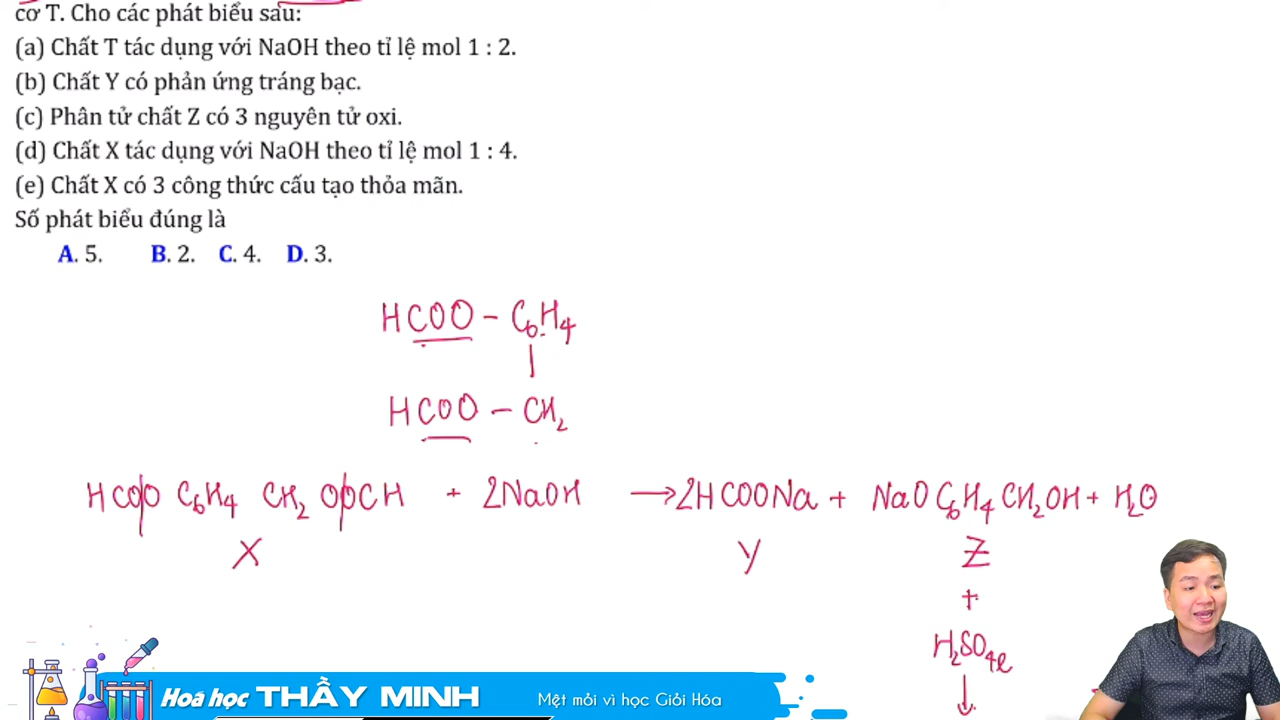 cơ T. Cho các phát biểu sau:
(a) Chất T tác dụng với NaOH theo tỉ lệ mol 1 : 2.
(b) Chất Y có phản ứng tráng bạc.
(c) Phân tử chất Z có 3 nguyên tử oxi.
(d) Chất X tác dụng với NaOH theo tỉ lệ mol 1 : 4.
(e) Chất X có 3 công thức cấu tạo thỏa mãn.
Số phát biểu đúng là
A. 5. B. 2. C. 4. D. 3.
HCOO - C6H4
|
HCOO - CH2
HCOO C6H4 CH2 OOCH + 2NaOH → 2HCOONa + NaOC6H4CH2OH + H2O
X Y Z
+
H2SO4l
↓
Hoá học THẦY MINH Mệt mỏi vì học Giỏi Hóa